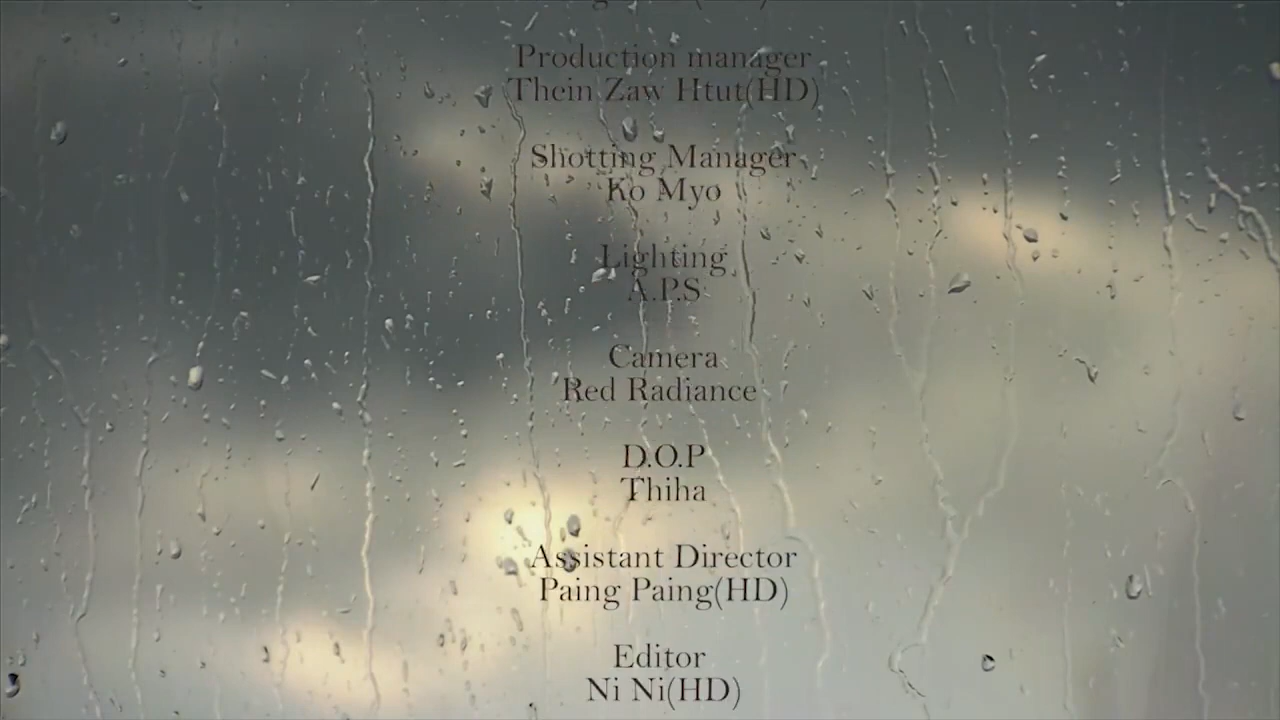 Production manager
Thein Zaw Htut(HD)
Shotting Manager
Ko Myo
Lighting
A.P.S
Camera
Red Radiance
D.O.P
Thiha
Assistant Director
Paing Paing(HD)
Editor
Ni Ni(HD)